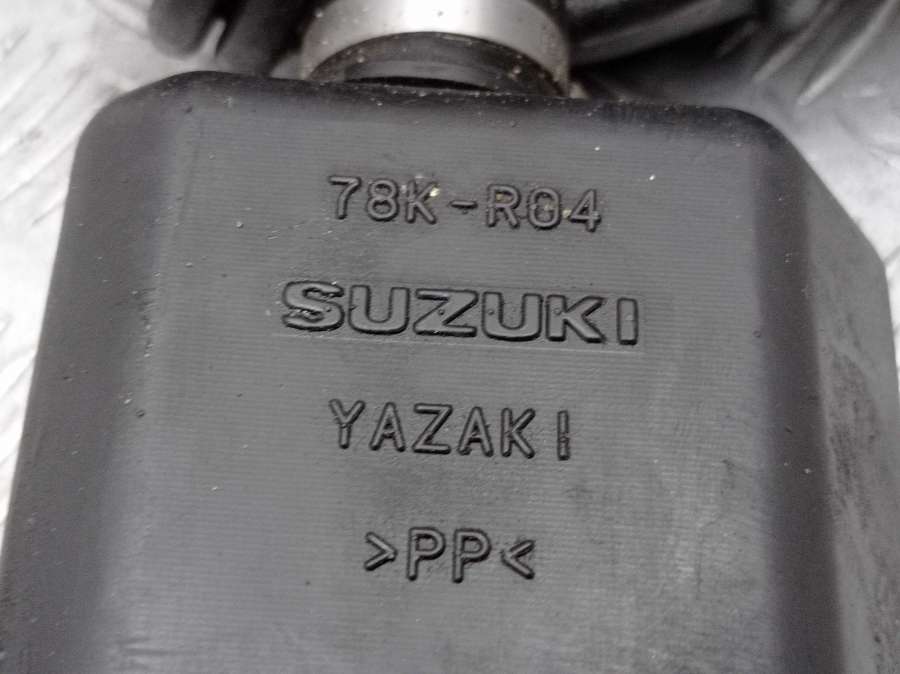 78K-R04
SUZUKI
YAZAKI
>PP<